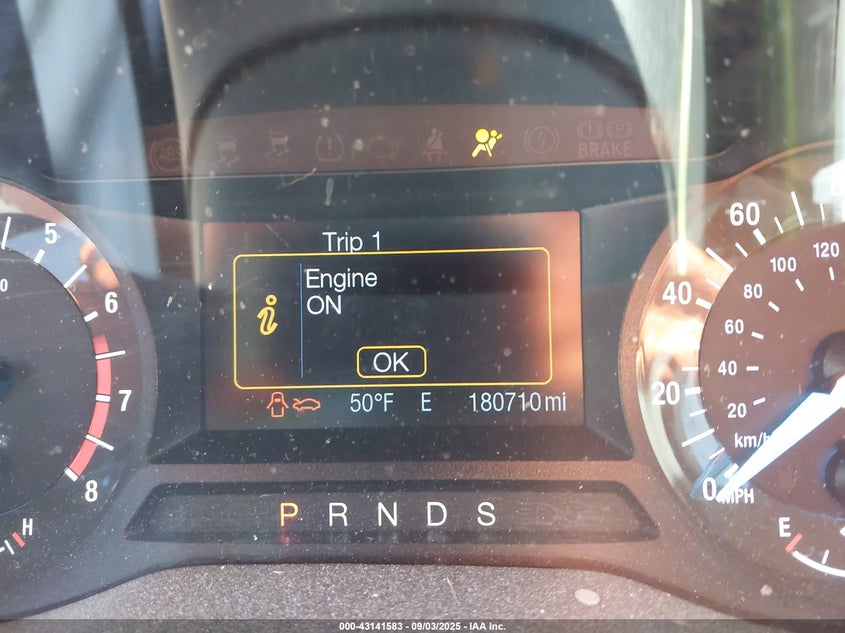 ABS
BRAKE
Trip 1
Engine
ON
OK
50°F E 180710 mi
5
6
7
8
H
60
40
20
0
MPH
120
100
80
60
40
20
km/h
E
P R N D S
000-43141583 - 09/03/2025 - IAA Inc.